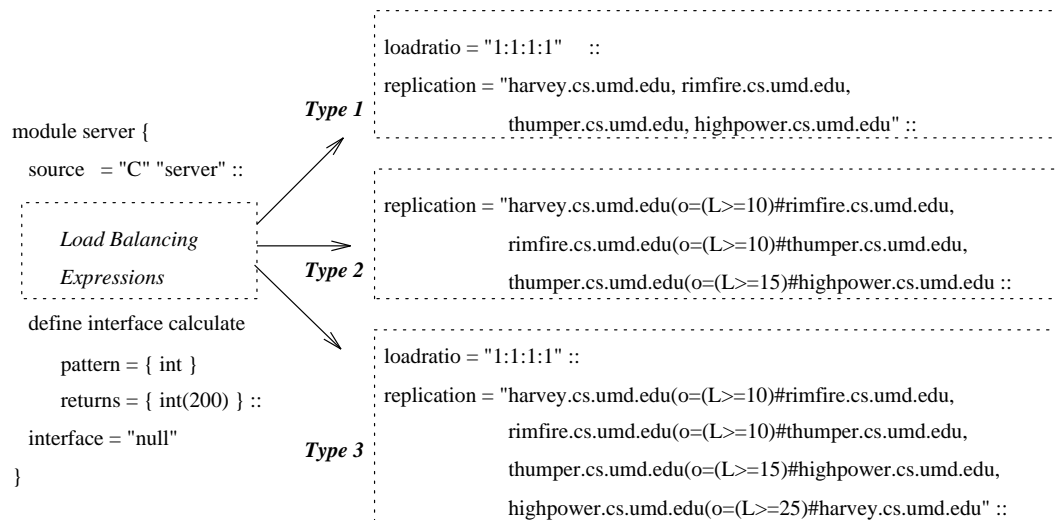 module server {
source = "C" "server" ::
Load Balancing
Expressions
define interface calculate
pattern = { int }
returns = { int(200) } ::
interface = "null"
}
Type 1
loadratio = "1:1:1:1" ::
replication = "harvey.cs.umd.edu, rimfire.cs.umd.edu,
thumper.cs.umd.edu, highpower.cs.umd.edu" ::
Type 2
replication = "harvey.cs.umd.edu(o=(L>=10)#rimfire.cs.umd.edu,
rimfire.cs.umd.edu(o=(L>=10)#thumper.cs.umd.edu,
thumper.cs.umd.edu(o=(L>=15)#highpower.cs.umd.edu ::
Type 3
loadratio = "1:1:1:1" ::
replication = "harvey.cs.umd.edu(o=(L>=10)#rimfire.cs.umd.edu,
rimfire.cs.umd.edu(o=(L>=10)#thumper.cs.umd.edu,
thumper.cs.umd.edu(o=(L>=15)#highpower.cs.umd.edu,
highpower.cs.umd.edu(o=(L>=25)#harvey.cs.umd.edu" ::